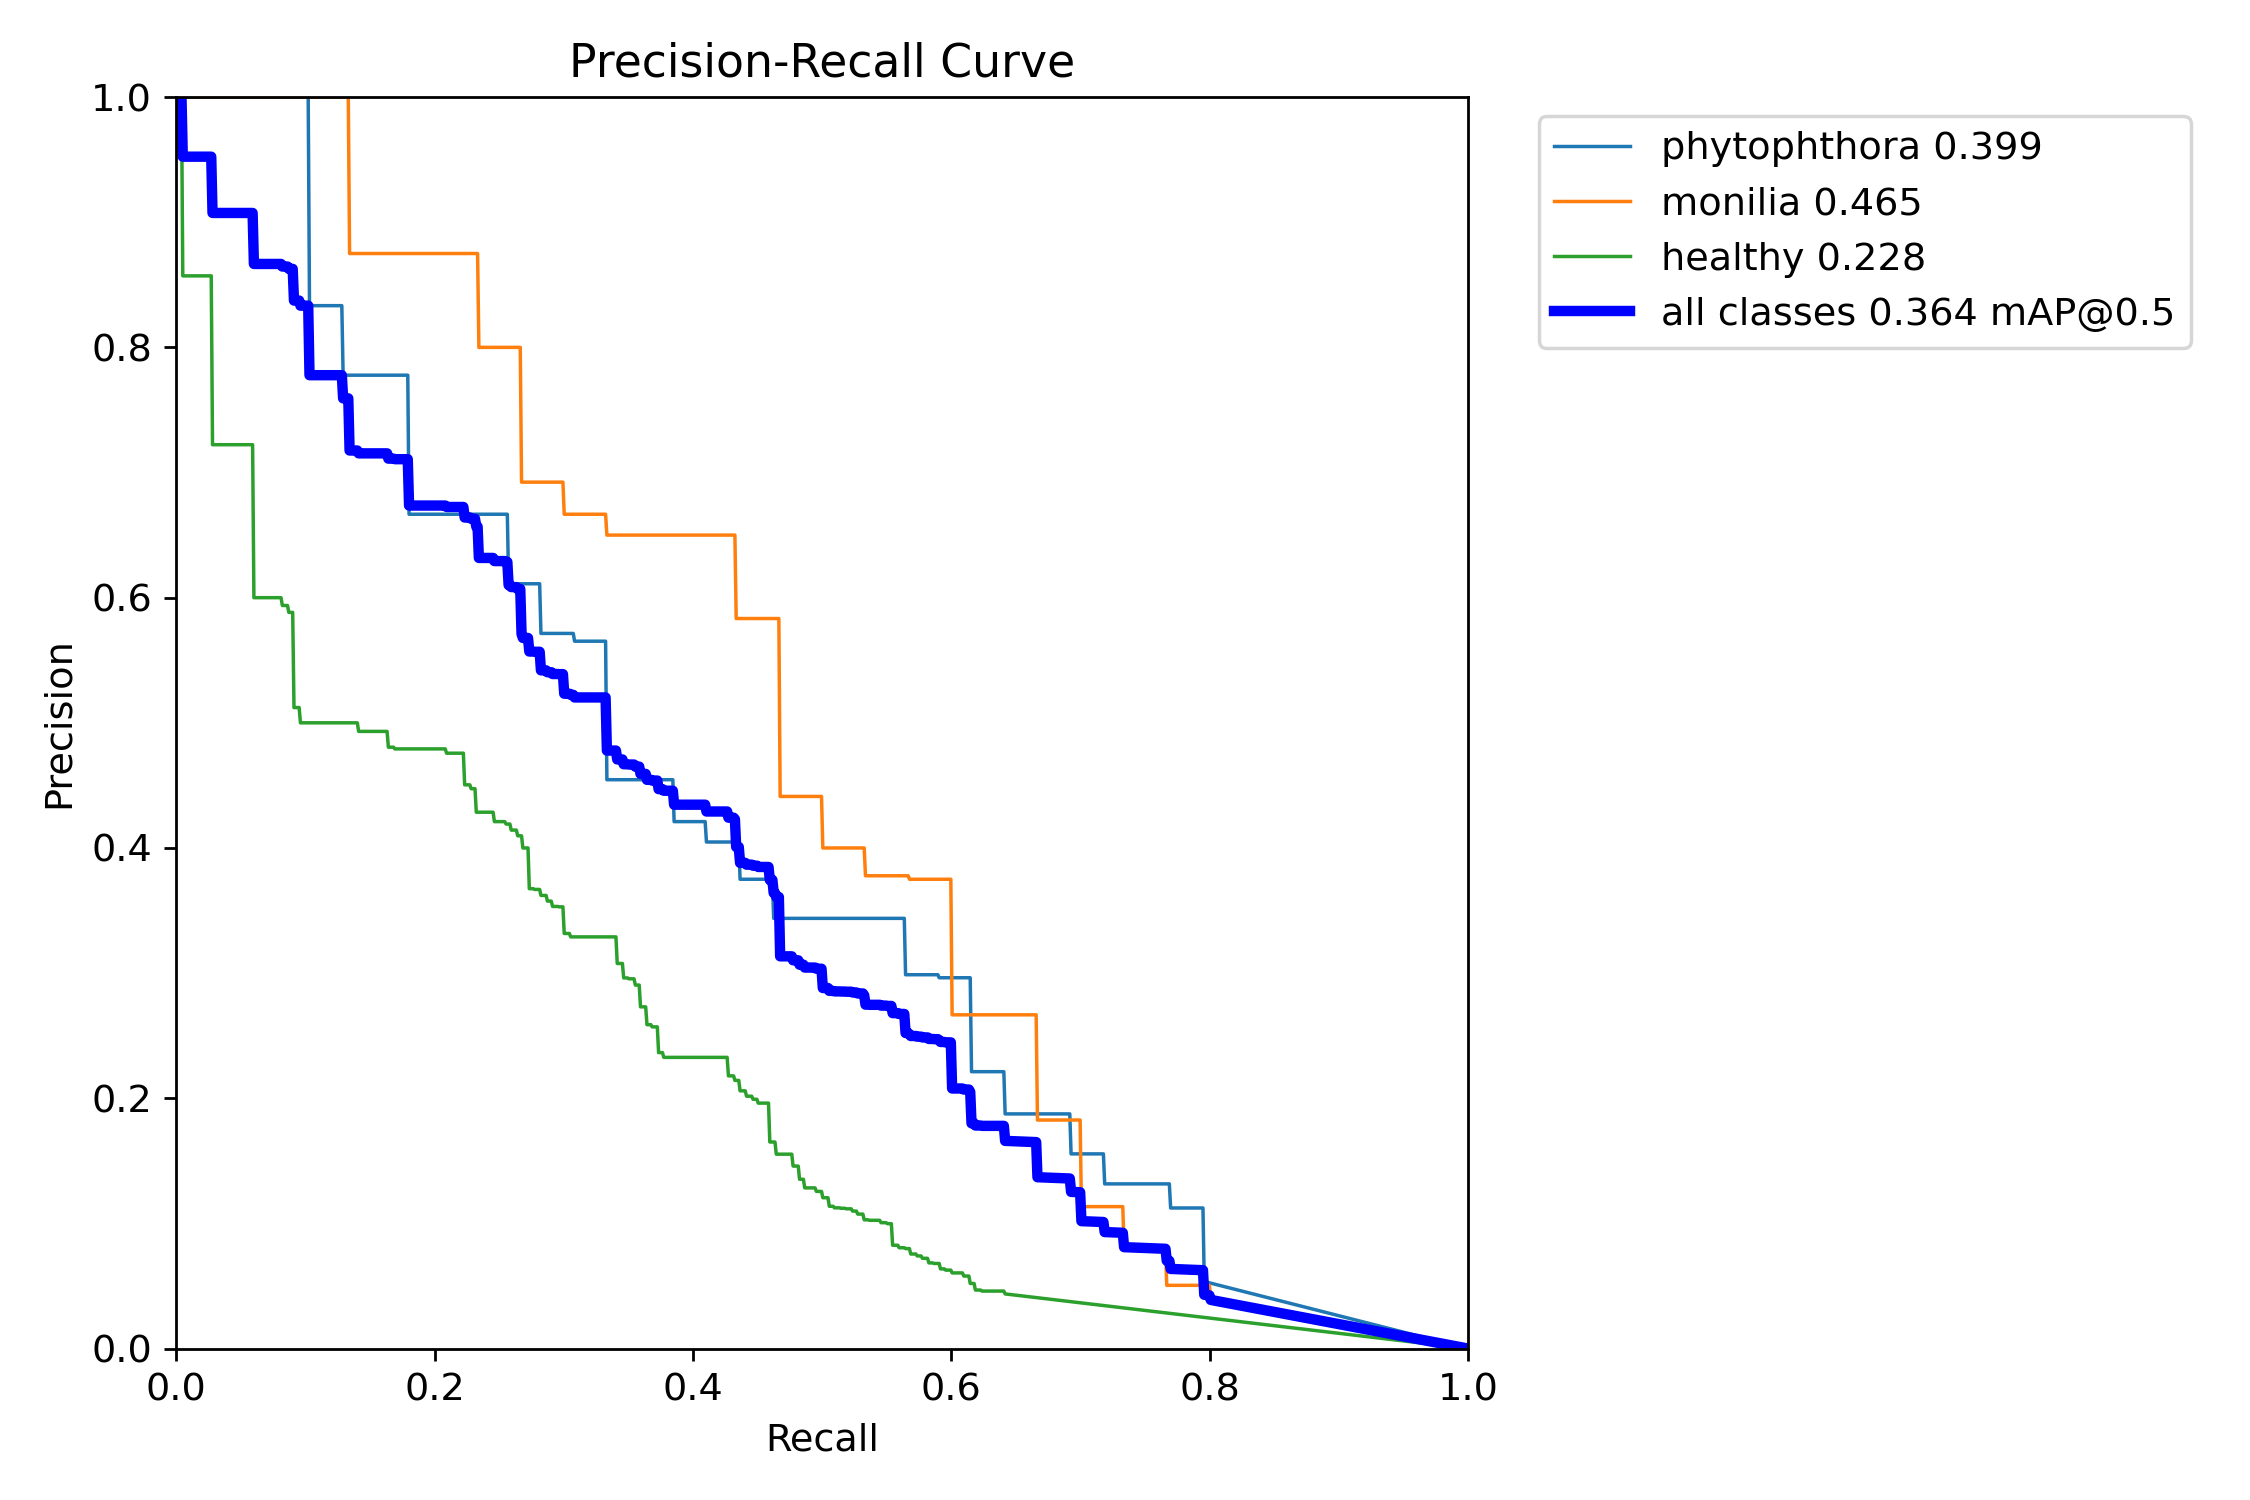 Precision-Recall Curve
1.0
0.8
0.6
0.4
0.2
0.0
Precision
0.0 0.2 0.4 0.6 0.8 1.0
Recall
phytophthora 0.399
monilia 0.465
healthy 0.228
all classes 0.364 mAP@0.5